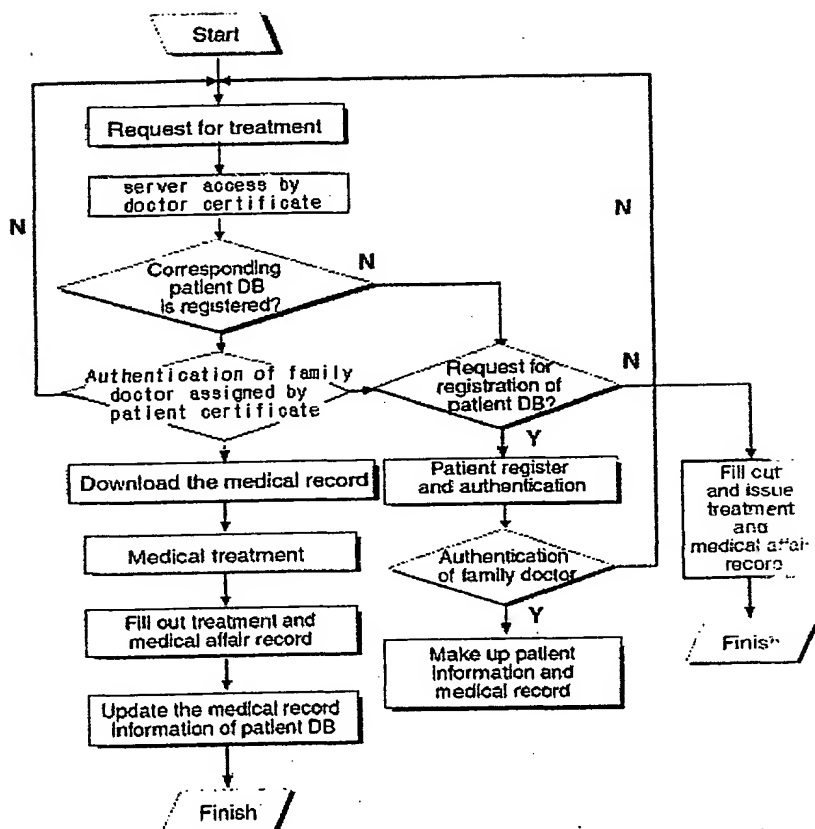 Start
Request for treatment
server access by
doctor certificate
N
N
Corresponding
patient DB
is registered?
N
Authentication of family
doctor assigned by
patient certificate
Request for
registration of
patient DB?
N
Y
Download the medical record
Patient register
and authentication
Fill out
and issue
treatment
and
medical affair
record
Medical treatment
Authentication
of family doctor
Y
Fill out treatment and
medical affair record
Finish
Make up patient
information and
medical record
Update the medical record
information of patient DB
Finish